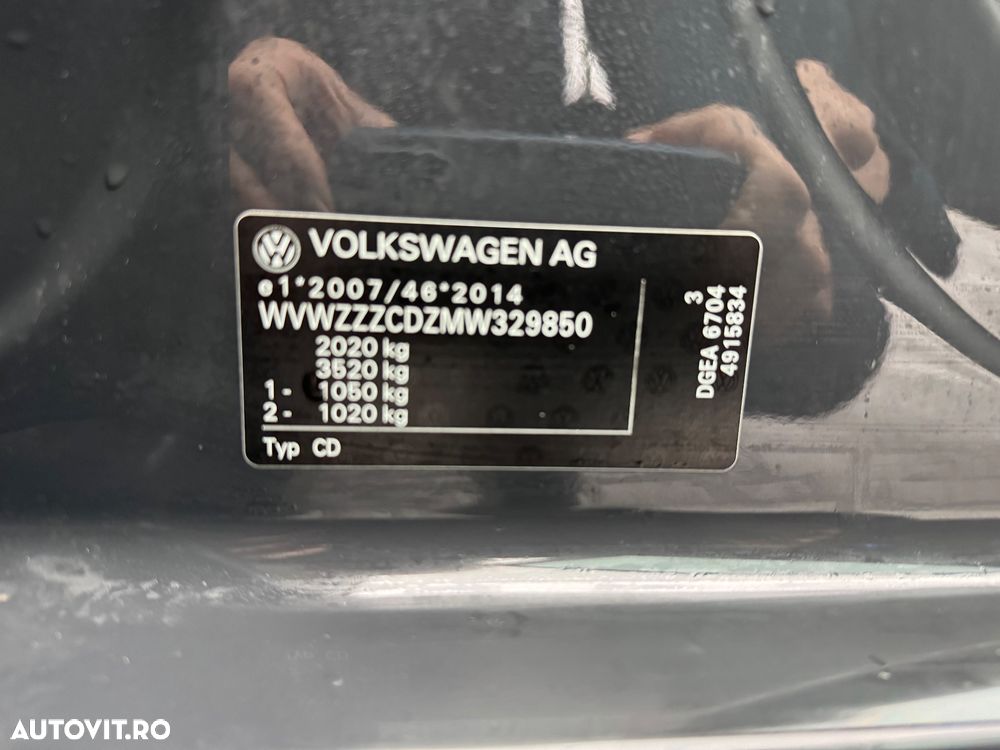 VOLKSWAGEN AG
e1*2007/46*2014
WVWZZZCDZMW329850
2020 kg
3520 kg
1- 1050 kg
2- 1020 kg
Typ CD
3
DGEA 6704
4915834
AUTOVIT.RO